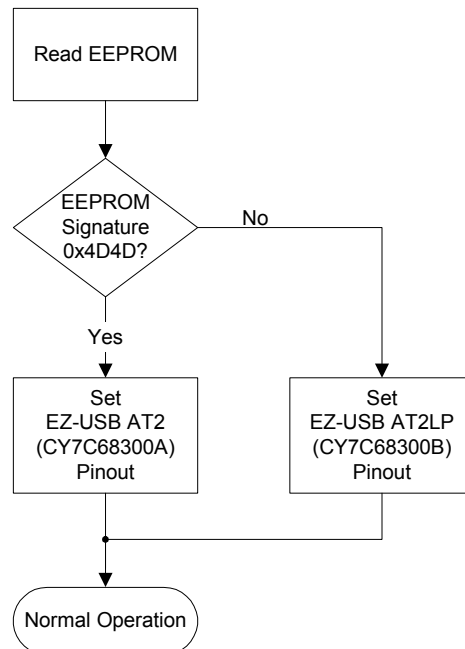 Read EEPROM
EEPROM
Signature
0x4D4D?
No
Yes
Set
EZ-USB AT2
(CY7C68300A)
Pinout
Set
EZ-USB AT2LP
(CY7C68300B)
Pinout
Normal Operation